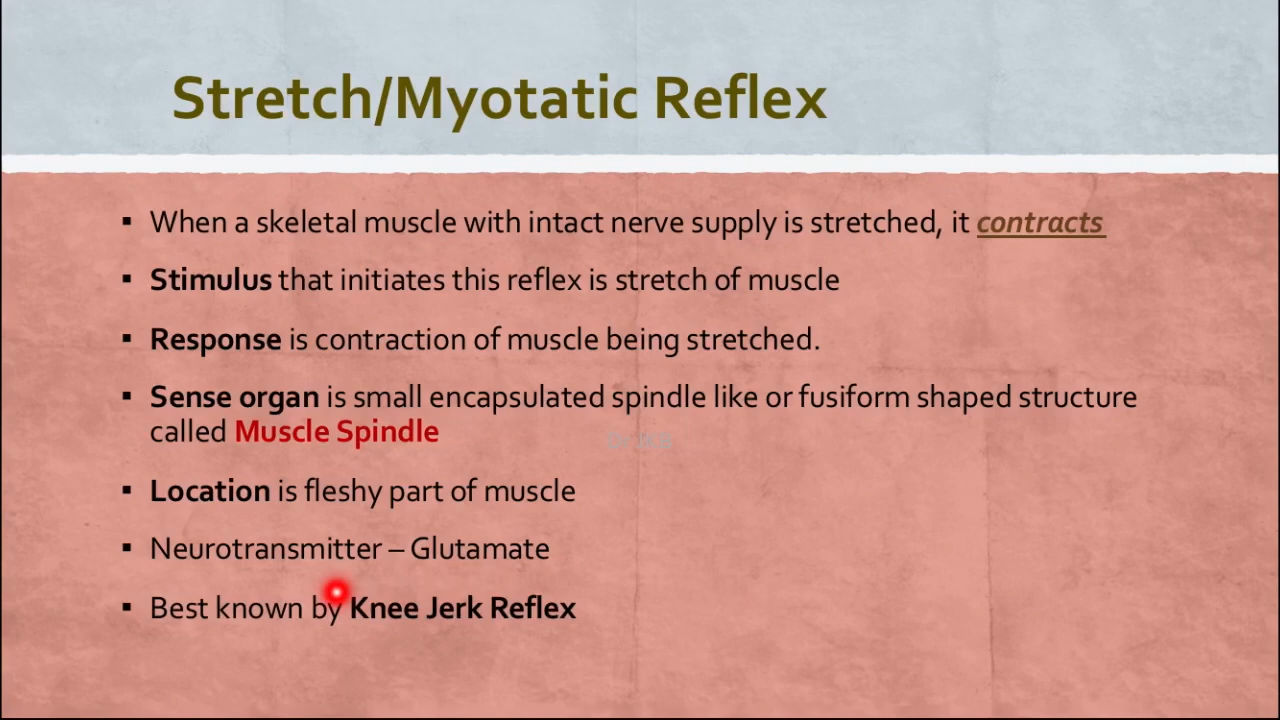 Stretch/Myotatic Reflex
▪ When a skeletal muscle with intact nerve supply is stretched, it contracts
▪ Stimulus that initiates this reflex is stretch of muscle
▪ Response is contraction of muscle being stretched.
▪ Sense organ is small encapsulated spindle like or fusiform shaped structure
called Muscle Spindle
▪ Location is fleshy part of muscle
▪ Neurotransmitter – Glutamate
▪ Best known by Knee Jerk Reflex